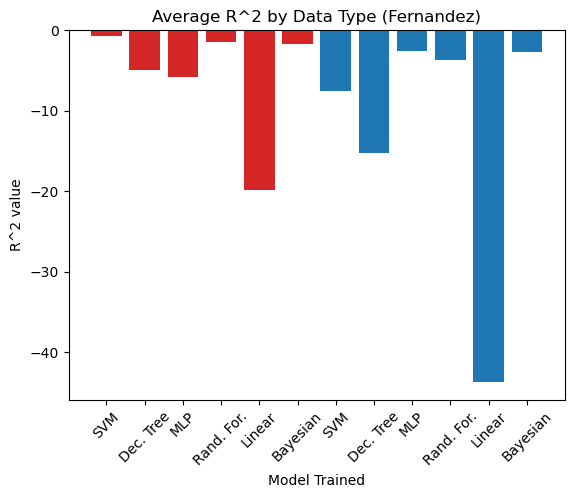 Average R^2 by Data Type (Fernandez)
R^2 value
0
−10
−20
−30
−40
SVM
Dec. Tree
MLP
Rand. For.
Linear
Bayesian
SVM
Dec. Tree
MLP
Rand. For.
Linear
Bayesian
Model Trained